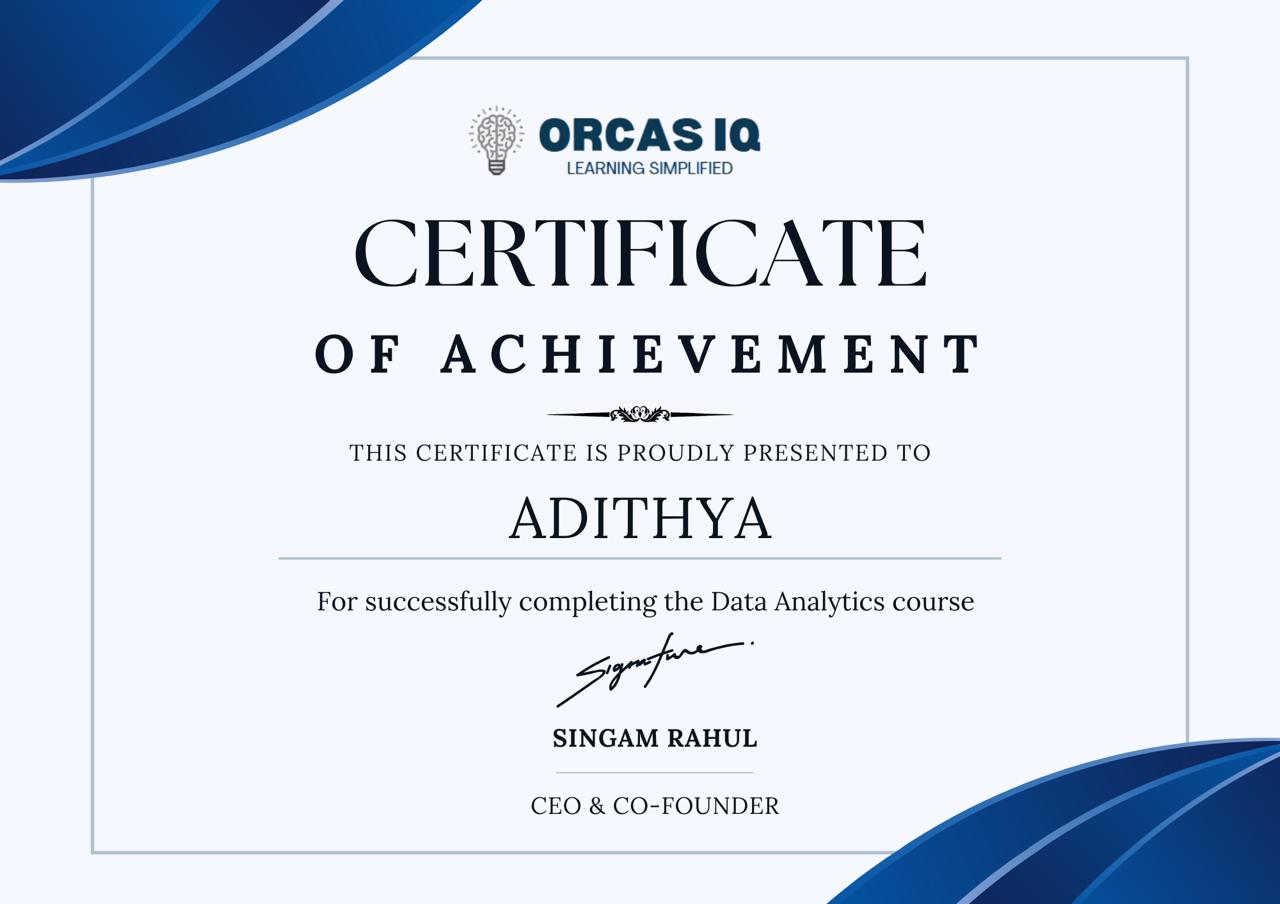 ORCAS IQ
LEARNING SIMPLIFIED
CERTIFICATE
OF ACHIEVEMENT
THIS CERTIFICATE IS PROUDLY PRESENTED TO
ADITHYA
For successfully completing the Data Analytics course
Signature
SINGAM RAHUL
CEO & CO-FOUNDER